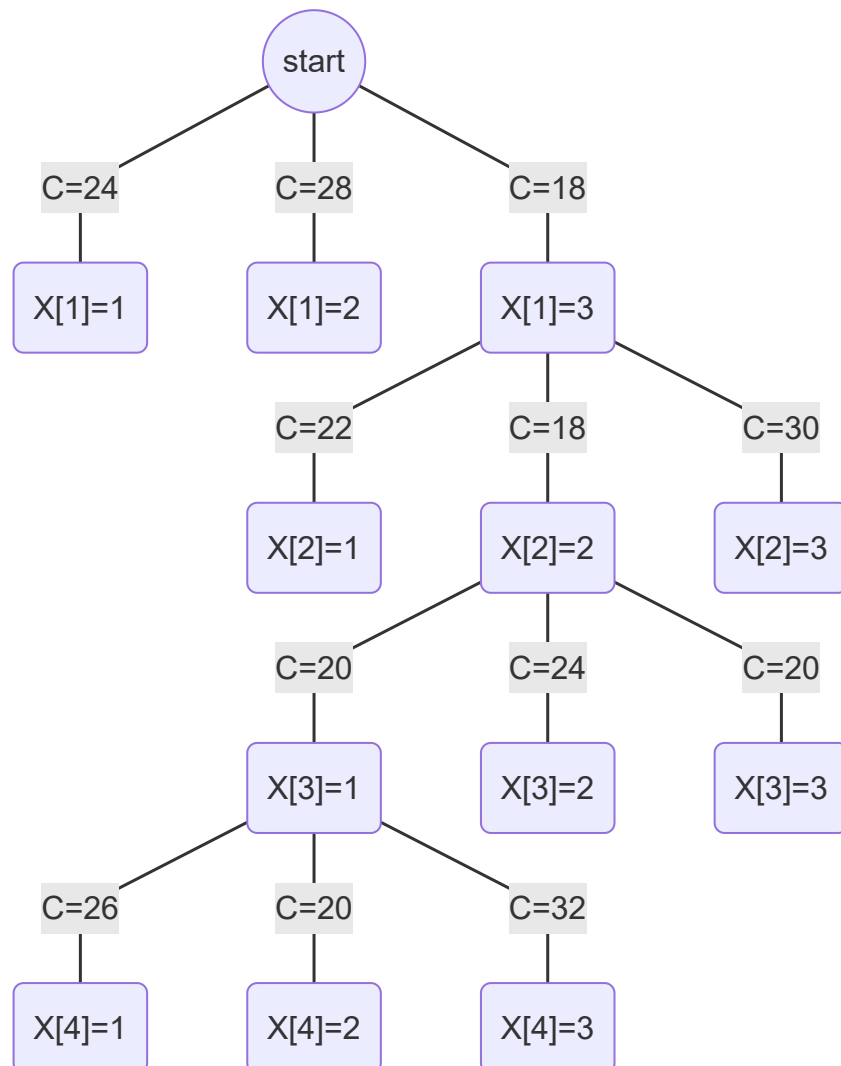 start
C=24
C=28
C=18
X[1]=1
X[1]=2
X[1]=3
C=22
C=18
C=30
X[2]=1
X[2]=2
X[2]=3
C=20
C=24
C=20
X[3]=1
X[3]=2
X[3]=3
C=26
C=20
C=32
X[4]=1
X[4]=2
X[4]=3